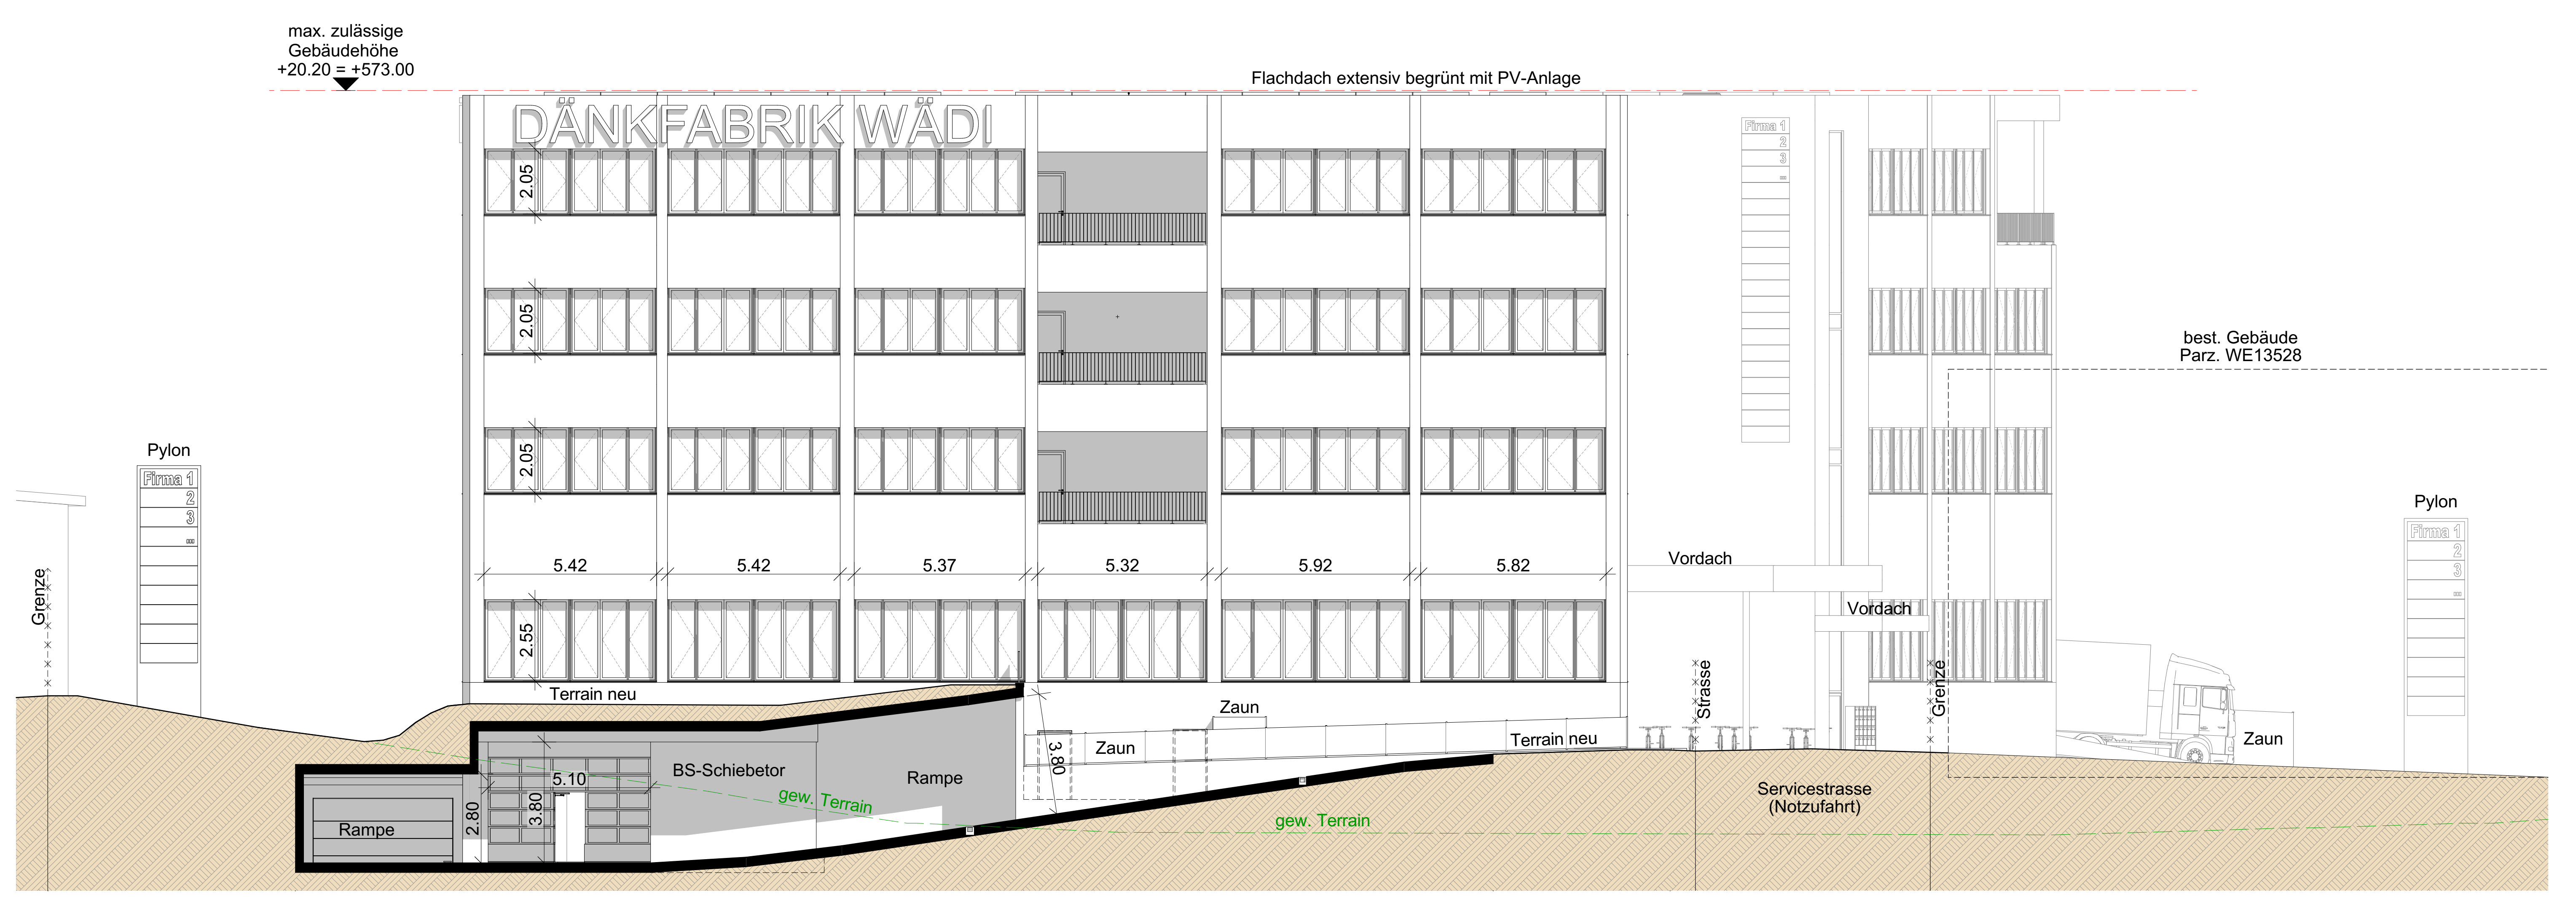 max. zulässige
Gebäudehöhe
+20.20 = +573.00
Flachdach extensiv begrünt mit PV-Anlage
DÄNKFABRIK WÄDI
Firma 1
2
3
...
2.05
2.05
2.05
best. Gebäude
Parz. WE13528
Pylon
Firma 1
2
3
...
Pylon
Firma 1
2
3
...
Grenze
5.42
5.42
5.37
5.32
5.92
5.82
Vordach
Vordach
2.55
Terrain neu
Strasse
Grenze
Zaun
Zaun
Terrain neu
Zaun
3.80
BS-Schiebetor
Rampe
5.10
gew. Terrain
2.80
3.80
Rampe
gew. Terrain
Servicestrasse
(Notzufahrt)